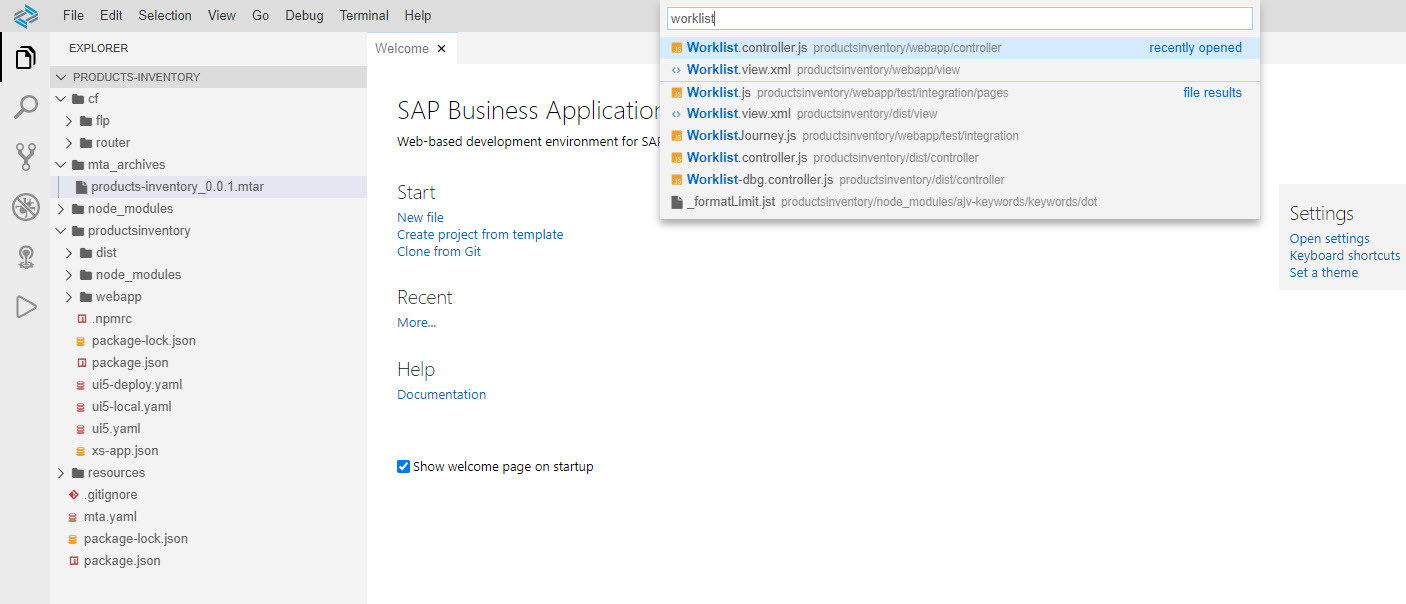 File Edit Selection View Go Debug Terminal Help
worklist
Worklist.controller.js productsinventory/webapp/controller recently opened
Worklist.view.xml productsinventory/webapp/view
Worklist.js productsinventory/webapp/test/integration/pages file results
Worklist.view.xml productsinventory/dist/view
WorklistJourney.js productsinventory/webapp/test/integration
Worklist.controller.js productsinventory/dist/controller
Worklist-dbg.controller.js productsinventory/dist/controller
_formatLimit.jst productsinventory/node_modules/ajv-keywords/keywords/dot
EXPLORER
PRODUCTS-INVENTORY
cf
flp
router
mta_archives
products-inventory_0.0.1.mtar
node_modules
productsinventory
dist
node_modules
webapp
.npmrc
package-lock.json
package.json
ui5-deploy.yaml
ui5-local.yaml
ui5.yaml
xs-app.json
resources
.gitignore
mta.yaml
package-lock.json
package.json
Welcome
SAP Business Application
Web-based development environment for SAP
Start
New file
Create project from template
Clone from Git
Recent
More...
Help
Documentation
Show welcome page on startup
Settings
Open settings
Keyboard shortcuts
Set a theme